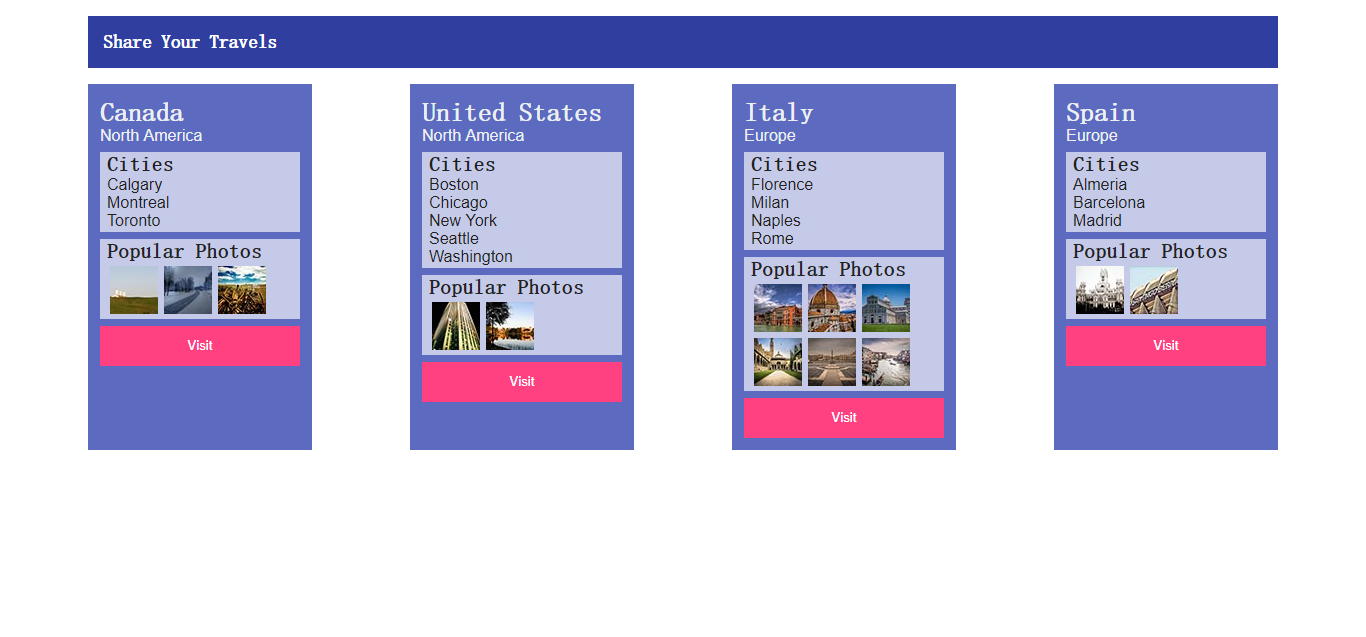 Share Your Travels
Canada
North America
Cities
Calgary
Montreal
Toronto
Popular Photos
Visit
United States
North America
Cities
Boston
Chicago
New York
Seattle
Washington
Popular Photos
Visit
Italy
Europe
Cities
Florence
Milan
Naples
Rome
Popular Photos
Visit
Spain
Europe
Cities
Almeria
Barcelona
Madrid
Popular Photos
Visit